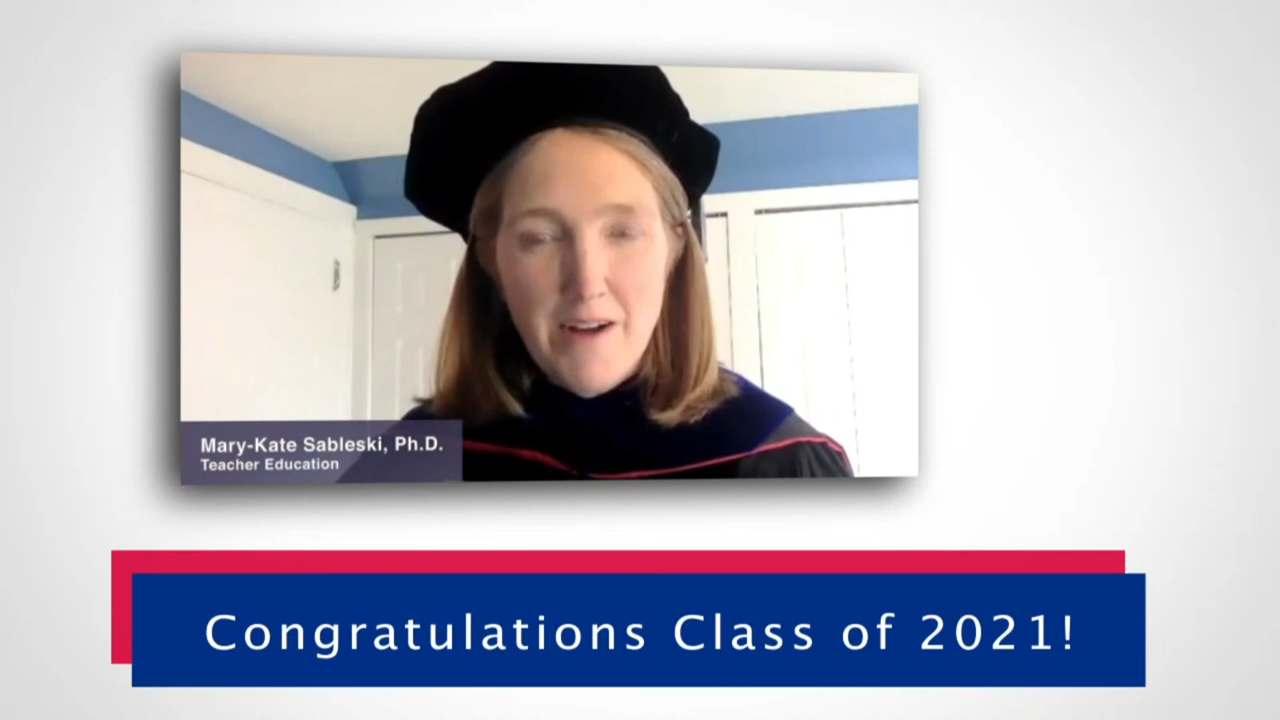 Mary-Kate Sableski, Ph.D.
Teacher Education
Congratulations Class of 2021!